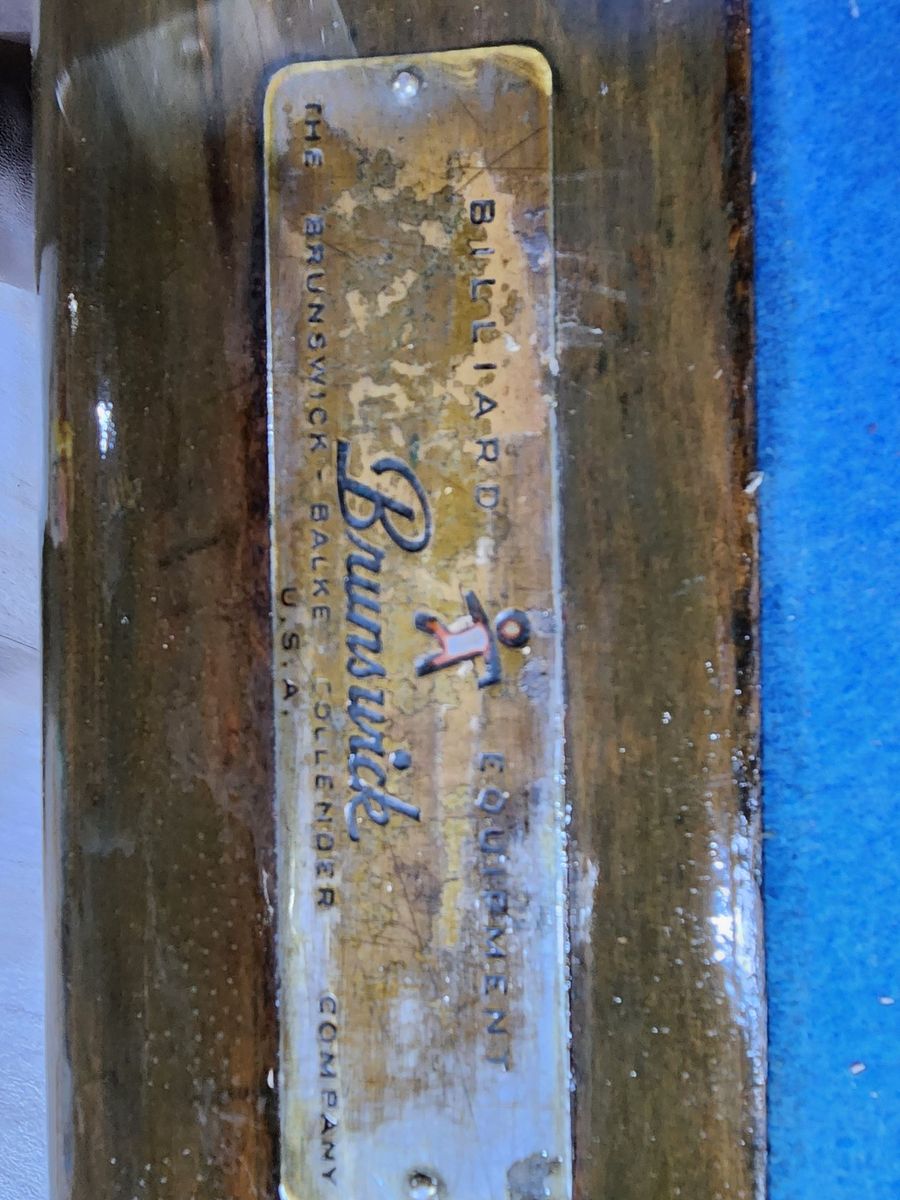 BILLIARD EQUIPMENT
Brunswick
THE BRUNSWICK-BALKE COLLENDER COMPANY
U.S.A.